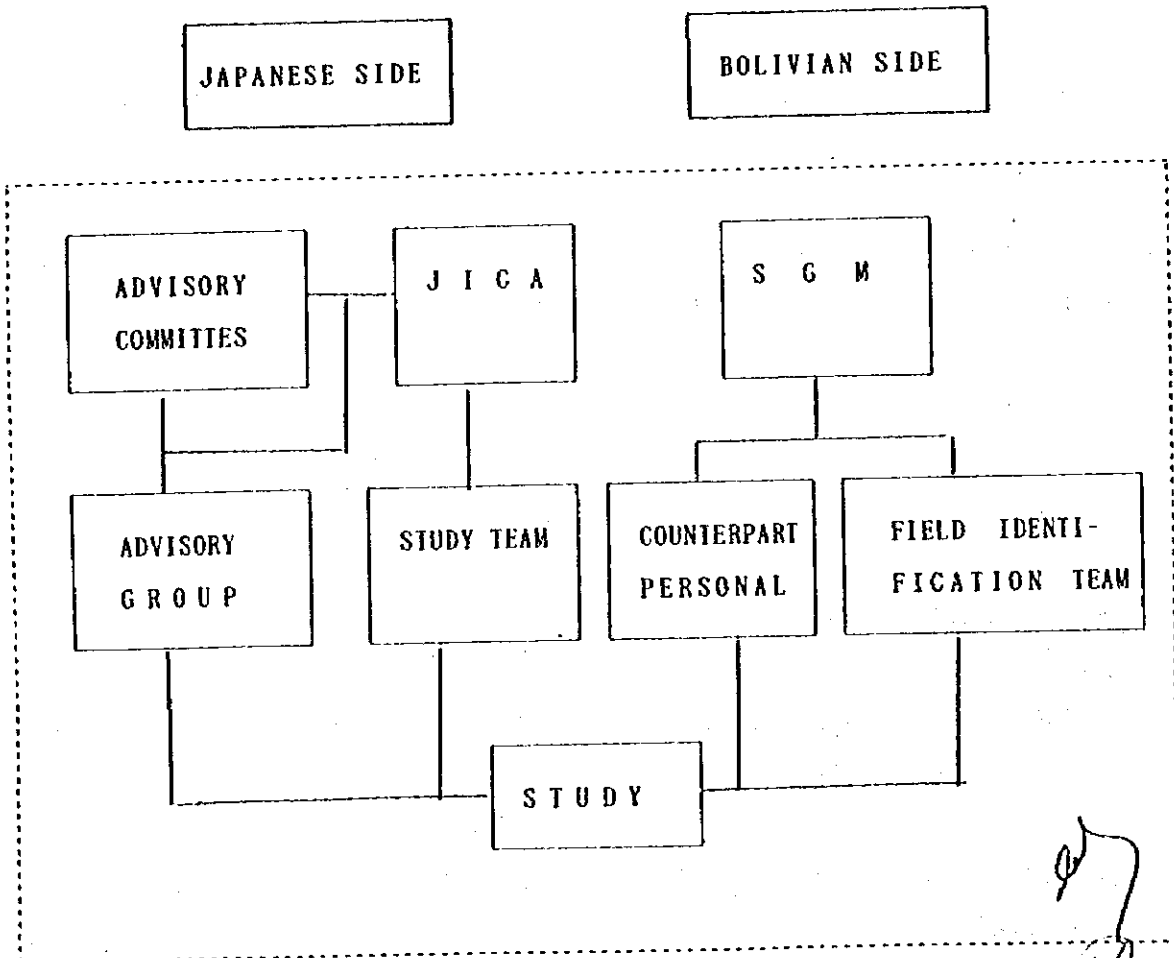 JAPANESE SIDE
BOLIVIAN SIDE
ADVISORY
COMMITTES
J I C A
S G M
ADVISORY
G R O U P
STUDY TEAM
COUNTERPART
PERSONAL
FIELD IDENTI-
FICATION TEAM
S T U D Y